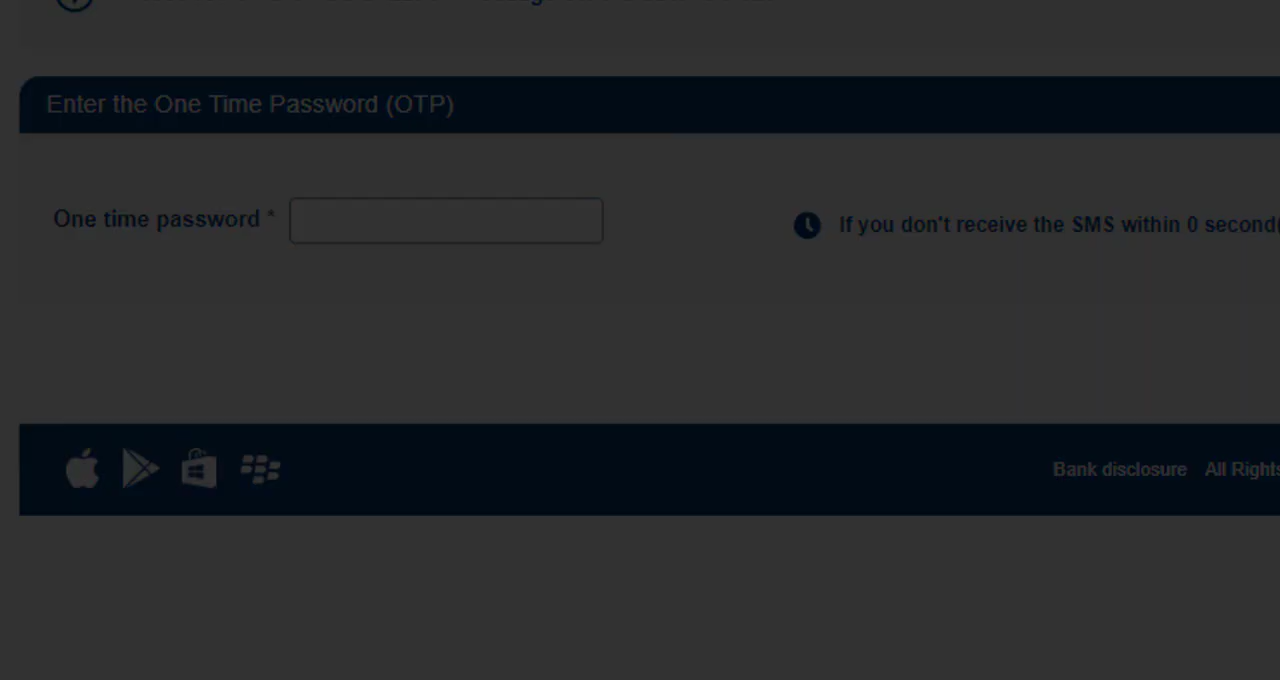 Enter the One Time Password (OTP)
One time password *
If you don't receive the SMS within 0 second
Bank disclosure All Rights